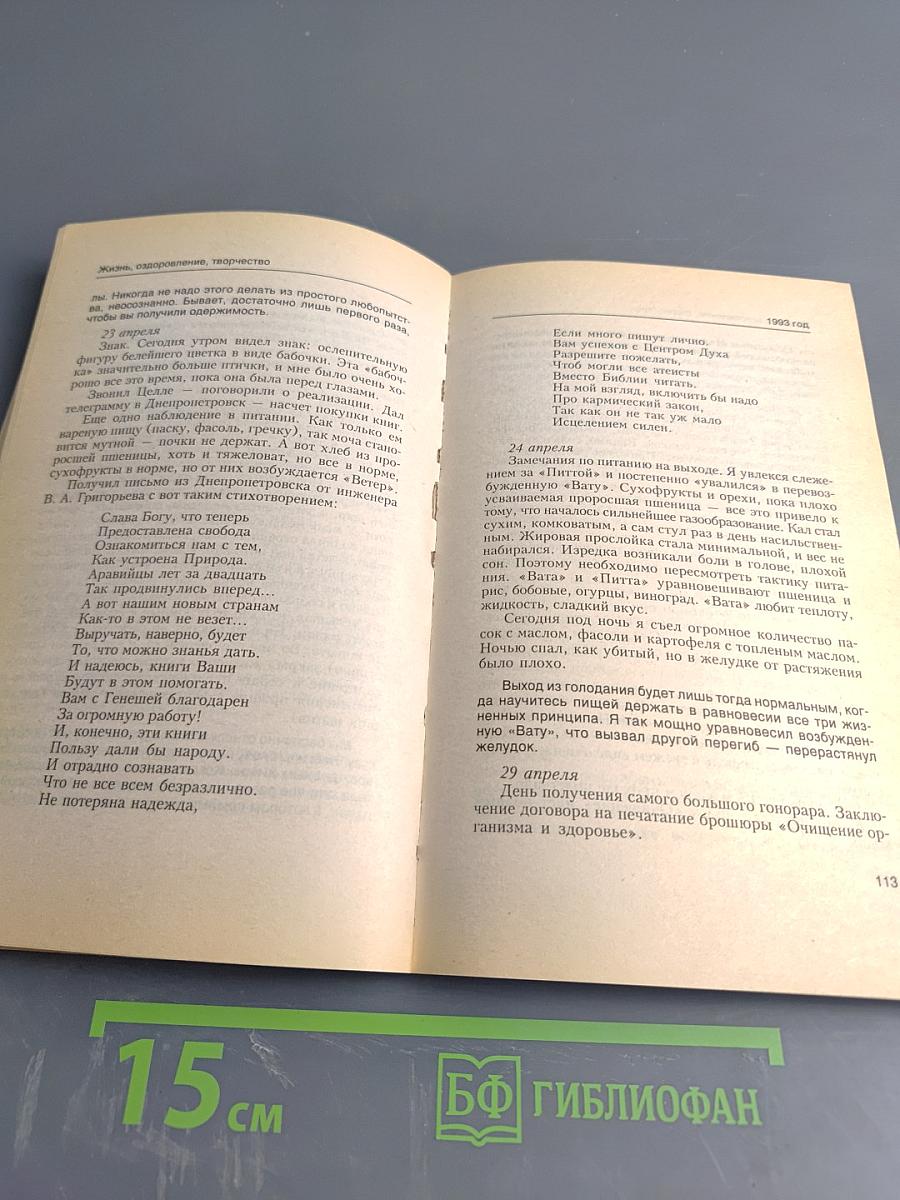 Жизнь, оздоровление, творчество
лы. Никогда не надо этого делать из простого любопытст-
ва, неосознанно. Бывает, достаточно лишь первого раза,
чтобы вы получили одержимость.
23 апреля
Знак. Сегодня утром видел знак: ослепительную
фигуру белейшего цветка в виде бабочки. Эта «бабоч-
ка» значительно больше птички, и мне было очень хо-
рошо все это время, пока она была перед глазами.
Звонил Целле — поговорили о реализации. Дал
телеграмму в Днепропетровск — насчет покупки книг.
Еще одно наблюдение в питании. Как только ем
вареную пищу (паску, фасоль, гречку), так моча стано-
вится мутной — почки не держат. А вот хлеб из про-
росшей пшеницы, хоть и тяжеловат, но все в норме,
сухофрукты в норме, но от них возбуждается «Ветер».
Получил письмо из Днепропетровска от инженера
В. А. Григорьева с вот таким стихотворением:
Слава Богу, что теперь
Предоставлена свобода
Ознакомиться нам с тем,
Как устроена Природа.
Аравийцы лет за двадцать
Так продвинулись вперед...
А вот нашим новым странам
Как-то в этом не везет...
Выручать, наверно, будет
То, что можно знанья дать.
И надеюсь, книги Ваши
Будут в этом помогать.
Вам с Генешей благодарен
За огромную работу!
И, конечно, эти книги
Пользу дали бы народу.
И отрадно сознавать
Что не все всем безразлично.
Не потеряна надежда,
1993 год
Если много пишут лично.
Вам успехов с Центром Духа
Разрешите пожелать,
Чтоб могли все атеисты
Вместо Библии читать.
На мой взгляд, включить бы надо
Про кармический закон,
Так как он не так уж мало
Исцелением силен.
24 апреля
Замечания по питанию на выходе. Я увлекся слеже-
нием за «Питтой» и постепенно «увалился» в перевоз-
бужденную «Вату». Сухофрукты и орехи, пока плохо
усваиваемая проросшая пшеница — все это привело к
тому, что началось сильнейшее газообразование. Кал стал
сухим, комковатым, а сам стул раз в день насильствен-
ным. Жировая прослойка стала минимальной, и вес не
набирался. Изредка возникали боли в голове, плохой
сон. Поэтому необходимо пересмотреть тактику пита-
ния. «Вата» и «Питта» уравновешивают пшеница и
рис, бобовые, огурцы, виноград. «Вата» любит теплоту,
жидкость, сладкий вкус.
Сегодня под ночь я съел огромное количество па-
сок с маслом, фасоли и картофеля с топленым маслом.
Ночью спал, как убитый, но в желудке от растяжения
было плохо.
Выход из голодания будет лишь тогда нормальным, ког-
да научитесь пищей держать в равновесии все три жиз-
ненных принципа. Я так мощно уравновесил возбужден-
ную «Вату», что вызвал другой перегиб — перерастянул
желудок.
29 апреля
День получения самого большого гонорара. Заклю-
чение договора на печатание брошюры «Очищение ор-
ганизма и здоровье».
113
15 см
БФ ГИБЛИОФАН